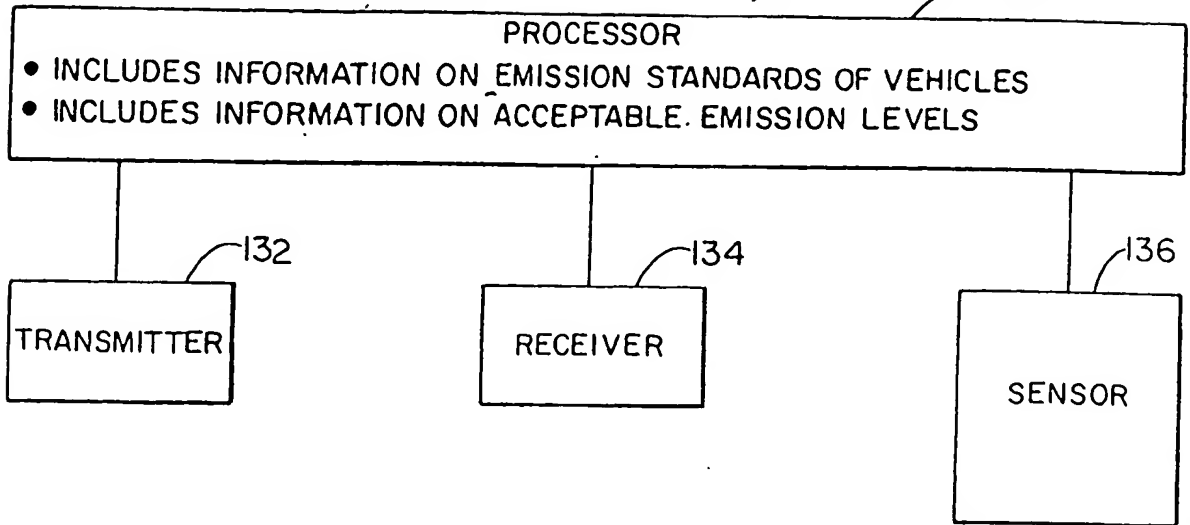 PROCESSOR
• INCLUDES INFORMATION ON EMISSION STANDARDS OF VEHICLES
• INCLUDES INFORMATION ON ACCEPTABLE. EMISSION LEVELS
132
134
136
TRANSMITTER
RECEIVER
SENSOR